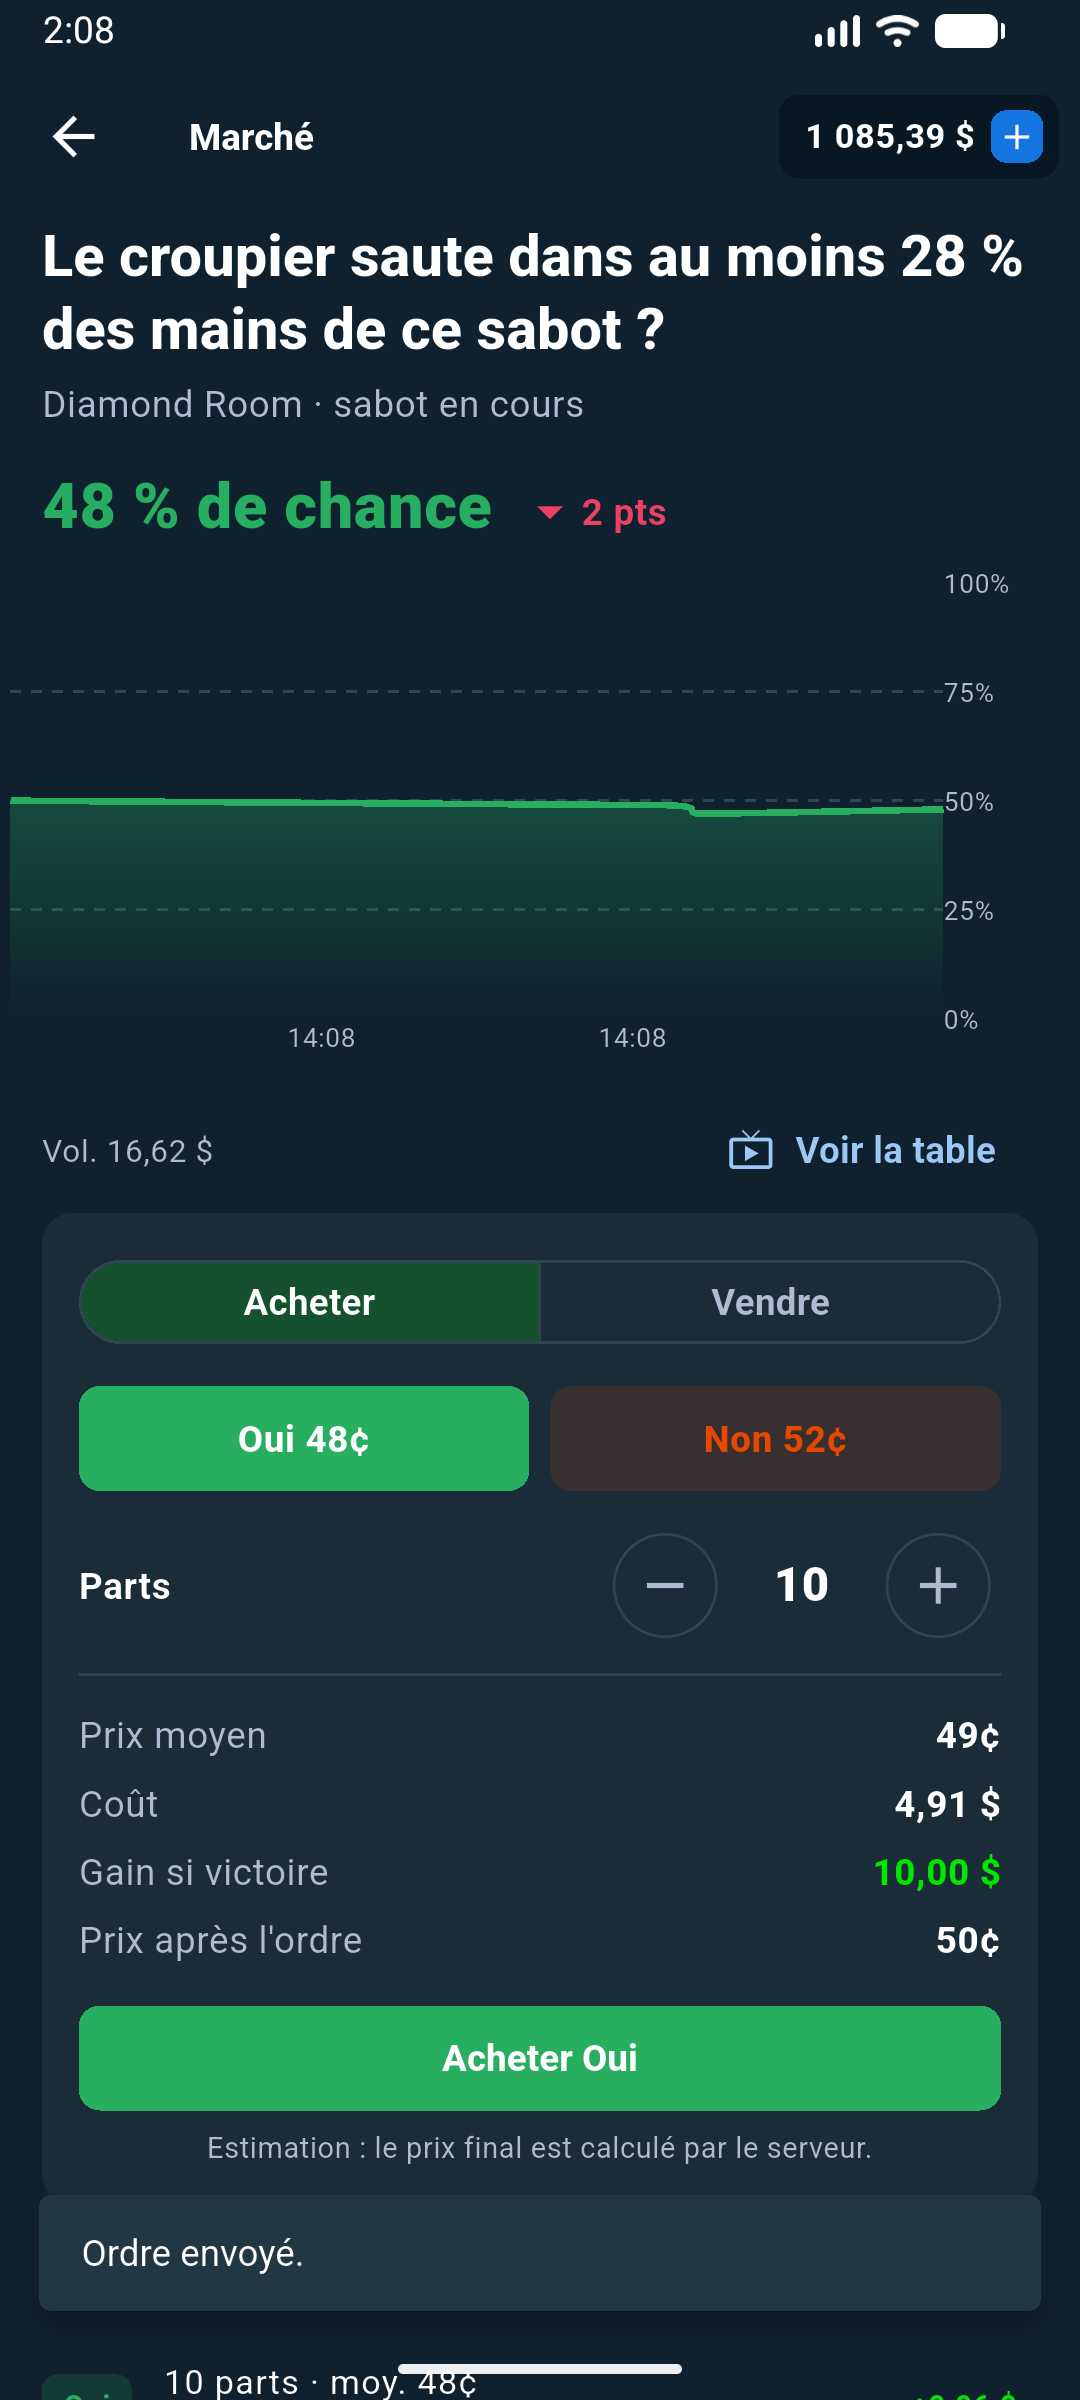 2:08
Marché
1 085,39 $
Le croupier saute dans au moins 28 %
des mains de ce sabot ?
Diamond Room · sabot en cours
48 % de chance
2 pts
100%
75%
50%
25%
0%
14:08
14:08
Vol. 16,62 $
Voir la table
Acheter
Vendre
Oui 48¢
Non 52¢
Parts
10
Prix moyen
49¢
Coût
4,91 $
Gain si victoire
10,00 $
Prix après l'ordre
50¢
Acheter Oui
Estimation : le prix final est calculé par le serveur.
Ordre envoyé.
10 parts · moy. 48¢